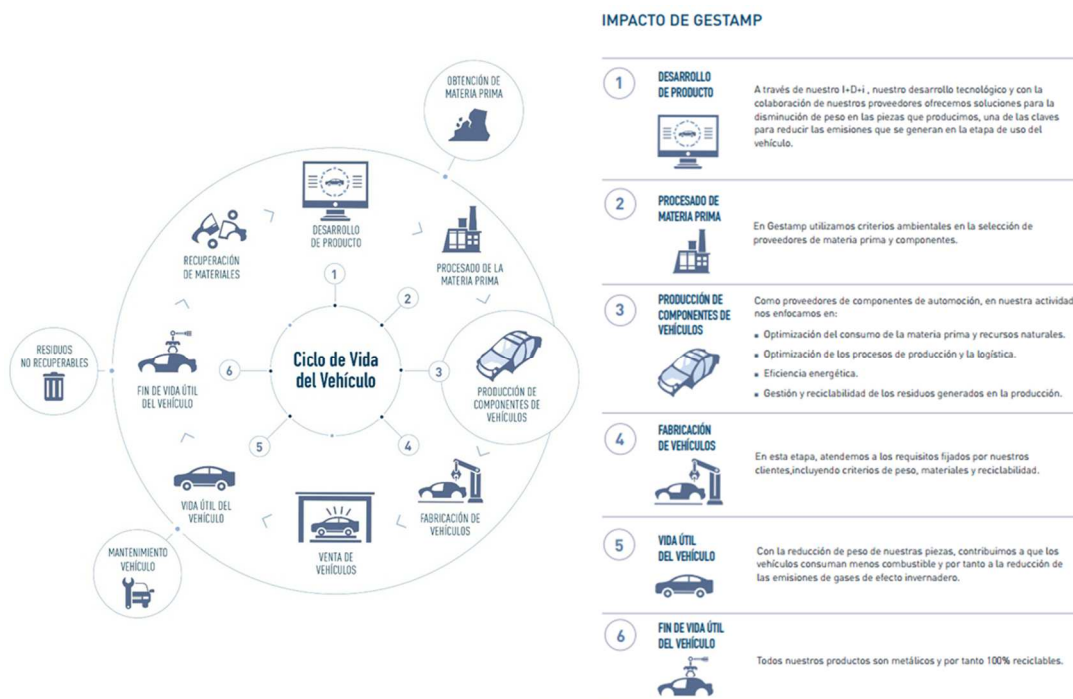 OBTENCIÓN DE
MATERIA PRIMA
DESARROLLO
DE PRODUCTO
PROCESADO DE LA
MATERIA PRIMA
PRODUCCIÓN DE
COMPONENTES DE
VEHÍCULOS
FABRICACIÓN DE
VEHÍCULOS
VENTA DE
VEHÍCULOS
VIDA ÚTIL DEL
VEHÍCULO
MANTENIMIENTO
VEHÍCULO
FIN DE VIDA ÚTIL
DEL VEHÍCULO
RESIDUOS
NO RECUPERABLES
RECUPERACIÓN
DE MATERIALES
1
2
3
4
5
6
Ciclo de Vida
del Vehículo
IMPACTO DE GESTAMP
1
DESARROLLO
DE PRODUCTO
A través de nuestro I+D+i , nuestro desarrollo tecnológico y con la
colaboración de nuestros proveedores ofrecemos soluciones para la
disminución de peso en las piezas que producimos, una de las claves
para reducir las emisiones que se generan en la etapa de uso del
vehículo.
2
PROCESADO DE
MATERIA PRIMA
En Gestamp utilizamos criterios ambientales en la selección de
proveedores de materia prima y componentes.
3
PRODUCCIÓN DE
COMPONENTES DE
VEHÍCULOS
Como proveedores de componentes de automoción, en nuestra actividad
nos enfocamos en:
▪ Optimización del consumo de la materia prima y recursos naturales.
▪ Optimización de los procesos de producción y la logística.
▪ Eficiencia energética.
▪ Gestión y reciclabilidad de los residuos generados en la producción.
4
FABRICACIÓN
DE VEHÍCULOS
En esta etapa, atendemos a los requisitos fijados por nuestros
clientes,incluyendo criterios de peso, materiales y reciclabilidad.
5
VIDA ÚTIL
DEL VEHÍCULO
Con la reducción de peso de nuestras piezas, contribuimos a que los
vehículos consuman menos combustible y por tanto a la reducción de
las emisiones de gases de efecto invernadero.
6
FIN DE VIDA ÚTIL
DEL VEHÍCULO
Todos nuestros productos son metálicos y por tanto 100% reciclables.